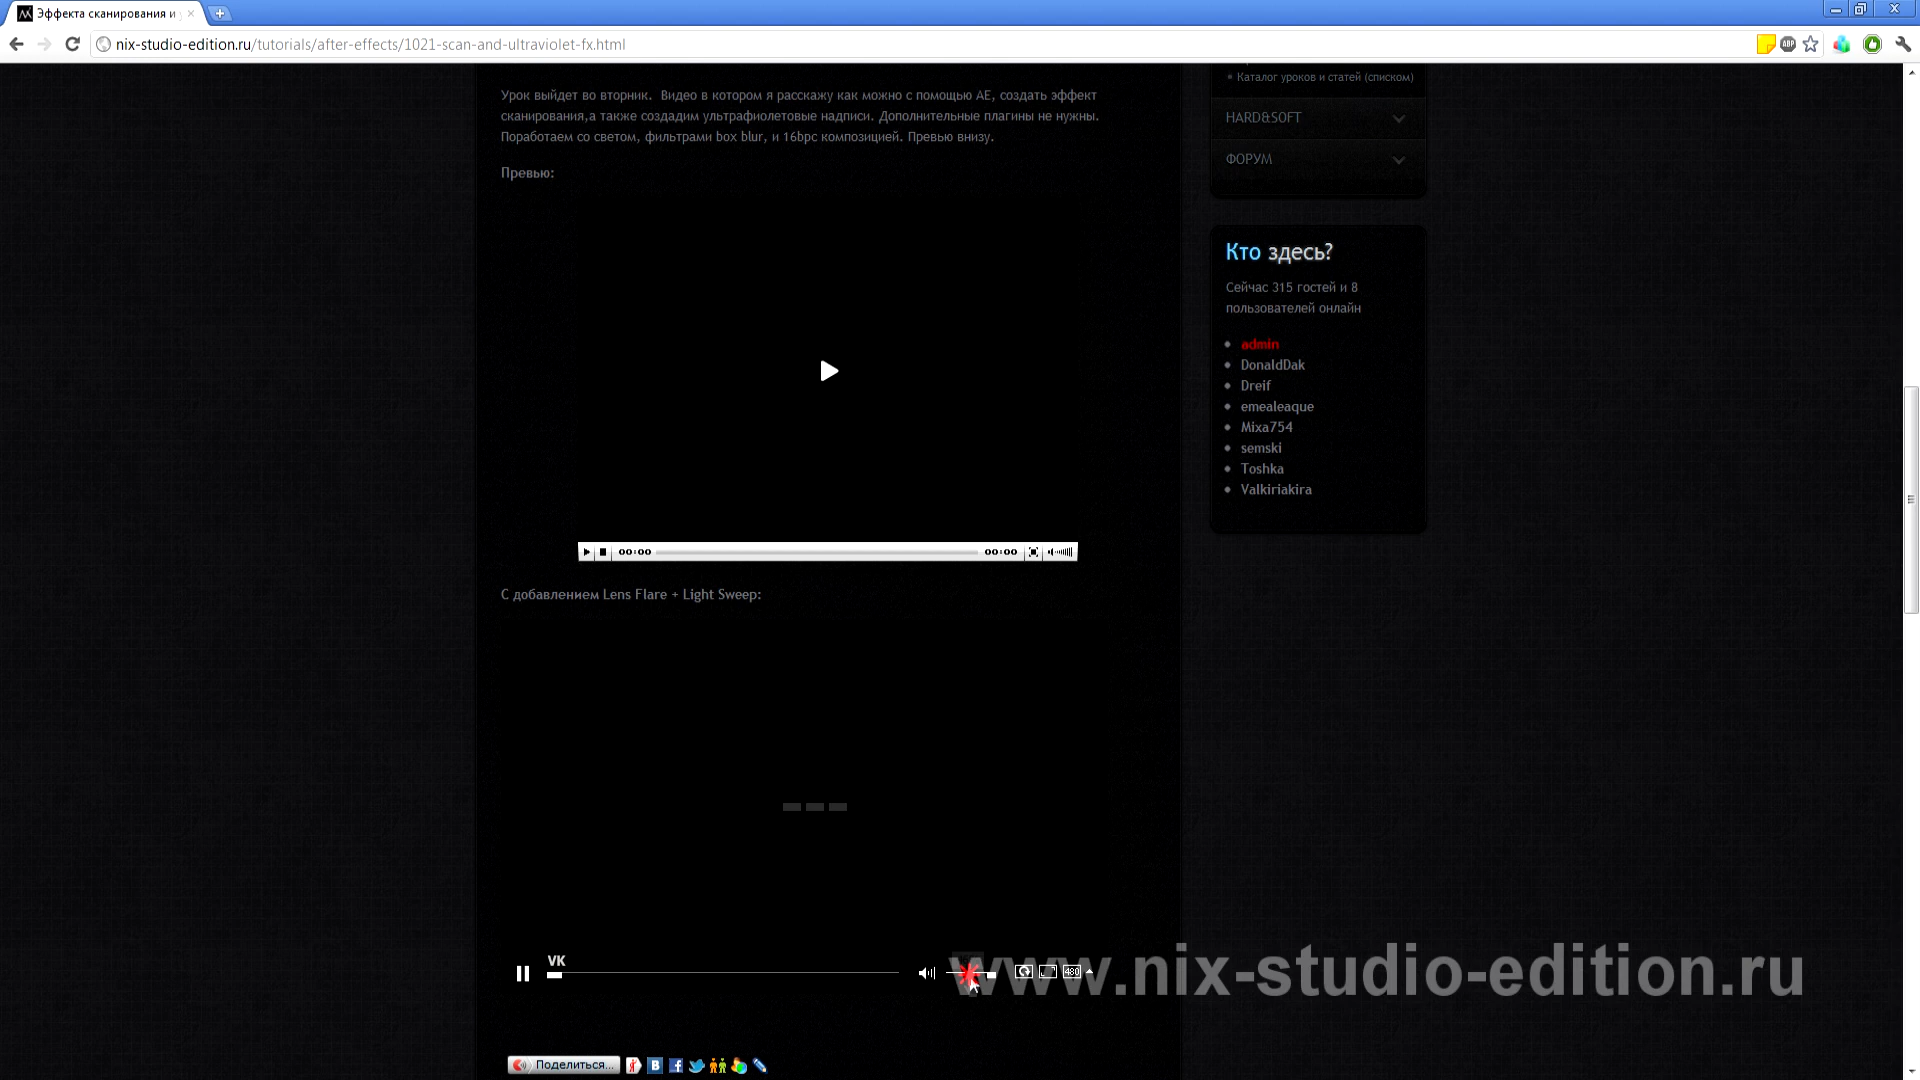 Эффекта сканирования и
nix-studio-edition.ru/tutorials/after-effects/1021-scan-and-ultraviolet-fx.html
ABP
Каталог уроков и статей (списком)
Урок выйдет во вторник. Видео в котором я расскажу как можно с помощью AE, создать эффект
сканирования,а также создадим ультрафиолетовые надписи. Дополнительные плагины не нужны.
Поработаем со светом, фильтрами box blur, и 16bpc композицией. Превью внизу.
HARD&SOFT
ФОРУМ
Превью:
Кто здесь?
Сейчас 315 гостей и 8
пользователей онлайн
admin
DonaldDak
Dreif
emealeaque
Mixa754
semski
Toshka
Valkiriakira
00:00 00:00
С добавлением Lens Flare + Light Sweep:
VK
480
www.nix-studio-edition.ru
Поделиться...